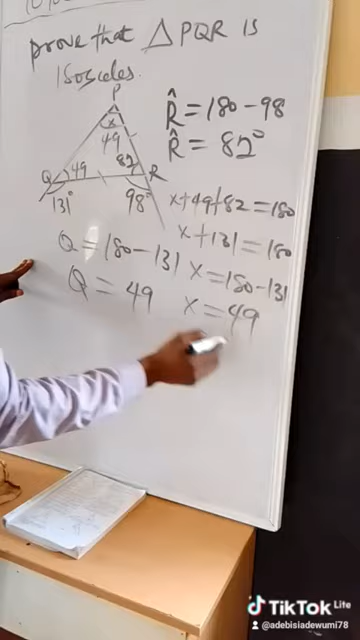 prove that △PQR is
Isosceles.
P
x
49
Q
49
82
R
131°
98°
R̂ = 180 - 98
R̂ = 82°
Q = 180 - 131
Q = 49
x + 49 + 82 = 180
x + 131 = 180
x = 180 - 131
x = 49
TikTok Lite
@adebisiadewumi78